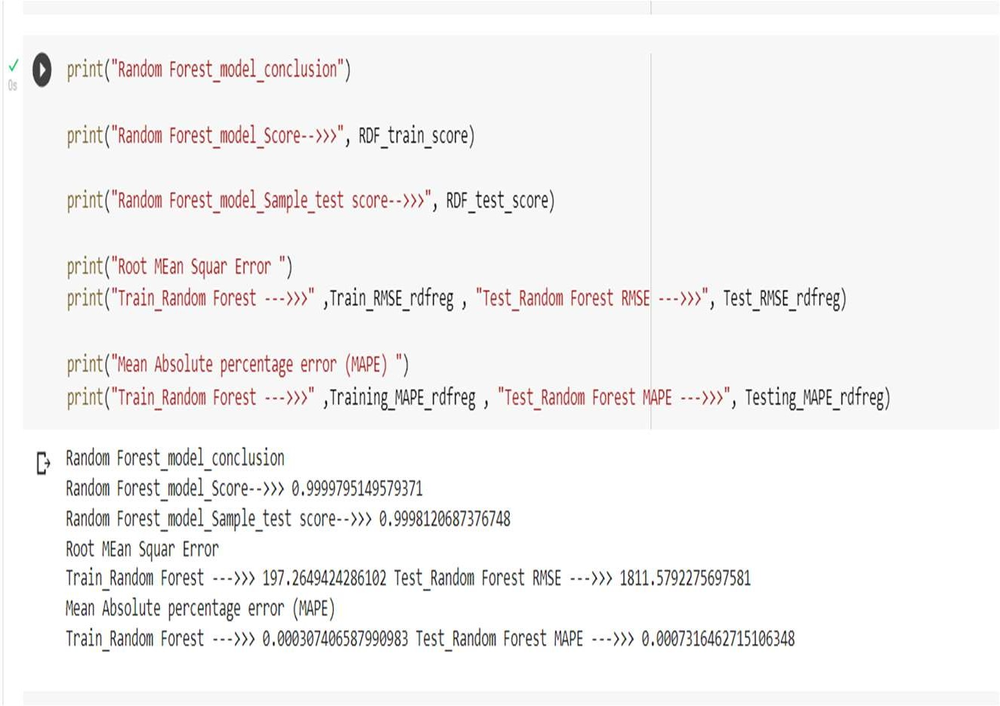 print("Random Forest_model_conclusion")
0s
print("Random Forest_model_Score-->>>", RDF_train_score)
print("Random Forest_model_Sample_test score-->>>", RDF_test_score)
print("Root MEan Squar Error ")
print("Train_Random Forest --->>>" ,Train_RMSE_rdfreg , "Test_Random Forest RMSE --->>>", Test_RMSE_rdfreg)
print("Mean Absolute percentage error (MAPE) ")
print("Train_Random Forest --->>>" ,Training_MAPE_rdfreg , "Test_Random Forest MAPE --->>>", Testing_MAPE_rdfreg)
Random Forest_model_conclusion
Random Forest_model_Score-->>> 0.9999795149579371
Random Forest_model_Sample_test score-->>> 0.9998120687376748
Root MEan Squar Error
Train_Random Forest --->>> 197.2649424286102 Test_Random Forest RMSE --->>> 1811.5792275697581
Mean Absolute percentage error (MAPE)
Train_Random Forest --->>> 0.000307406587990983 Test_Random Forest MAPE --->>> 0.0007316462715106348